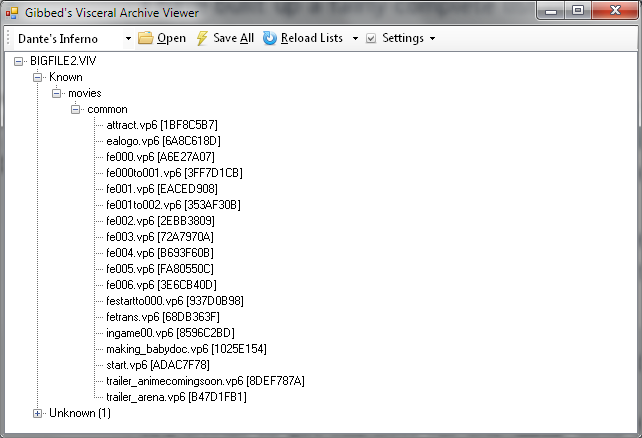 Gibbed's Visceral Archive Viewer
Dante's Inferno Open Save All Reload Lists Settings
BIGFILE2.VIV
Known
movies
common
attract.vp6 [1BF8C5B7]
ealogo.vp6 [6A8C618D]
fe000.vp6 [A6E27A07]
fe000to001.vp6 [3FF7D1CB]
fe001.vp6 [EACED908]
fe001to002.vp6 [353AF30B]
fe002.vp6 [2EBB3809]
fe003.vp6 [72A7970A]
fe004.vp6 [B693F60B]
fe005.vp6 [FA80550C]
fe006.vp6 [3E6CB40D]
festartto000.vp6 [937D0B98]
fetrans.vp6 [68DB363F]
ingame00.vp6 [8596C2BD]
making_babydoc.vp6 [1025E154]
start.vp6 [ADAC7F78]
trailer_animecomingsoon.vp6 [8DEF787A]
trailer_arena.vp6 [B47D1FB1]
Unknown (1)